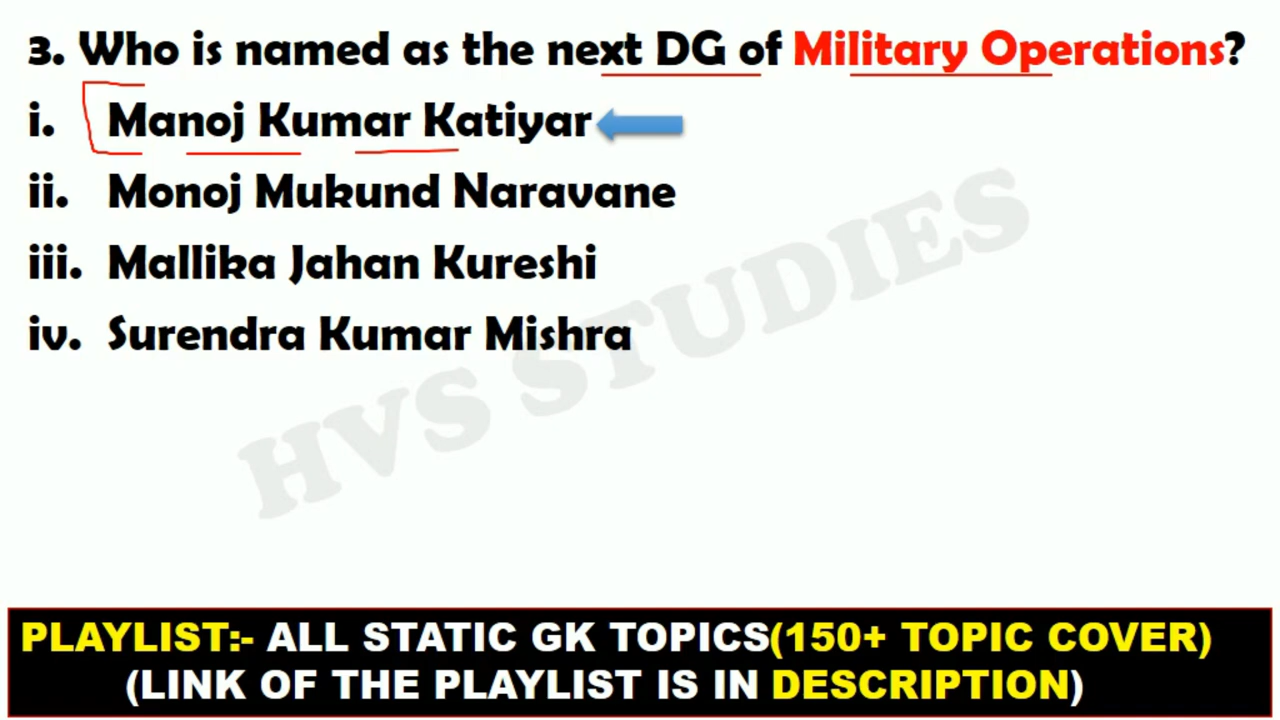 3. Who is named as the next DG of Military Operations?
i. Manoj Kumar Katiyar
ii. Monoj Mukund Naravane
iii. Mallika Jahan Kureshi
iv. Surendra Kumar Mishra
HVS STUDIES
PLAYLIST:- ALL STATIC GK TOPICS(150+ TOPIC COVER)
(LINK OF THE PLAYLIST IS IN DESCRIPTION)